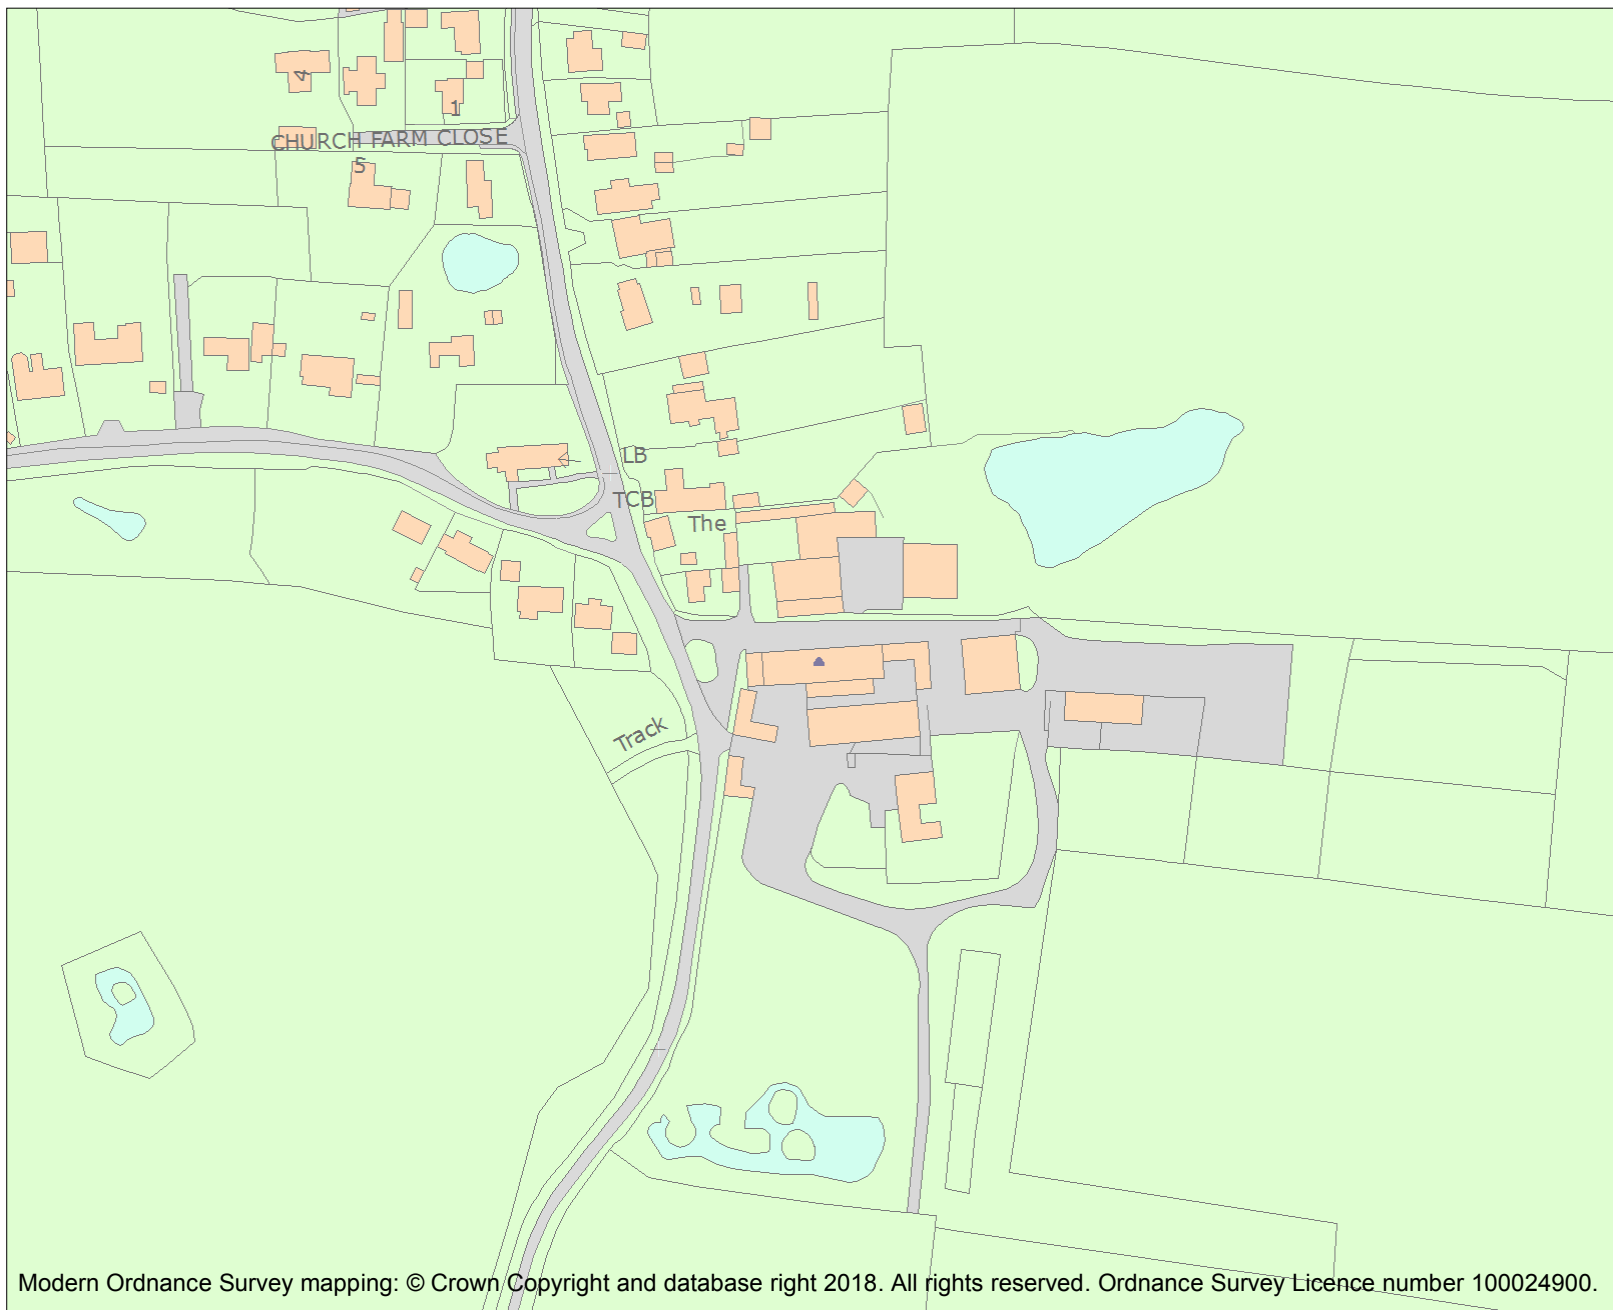 4
1
CHURCH FARM CLOSE
5
LB
TCB
The
Track
Modern Ordnance Survey mapping: © Crown Copyright and database right 2018. All rights reserved. Ordnance Survey Licence number 100024900.